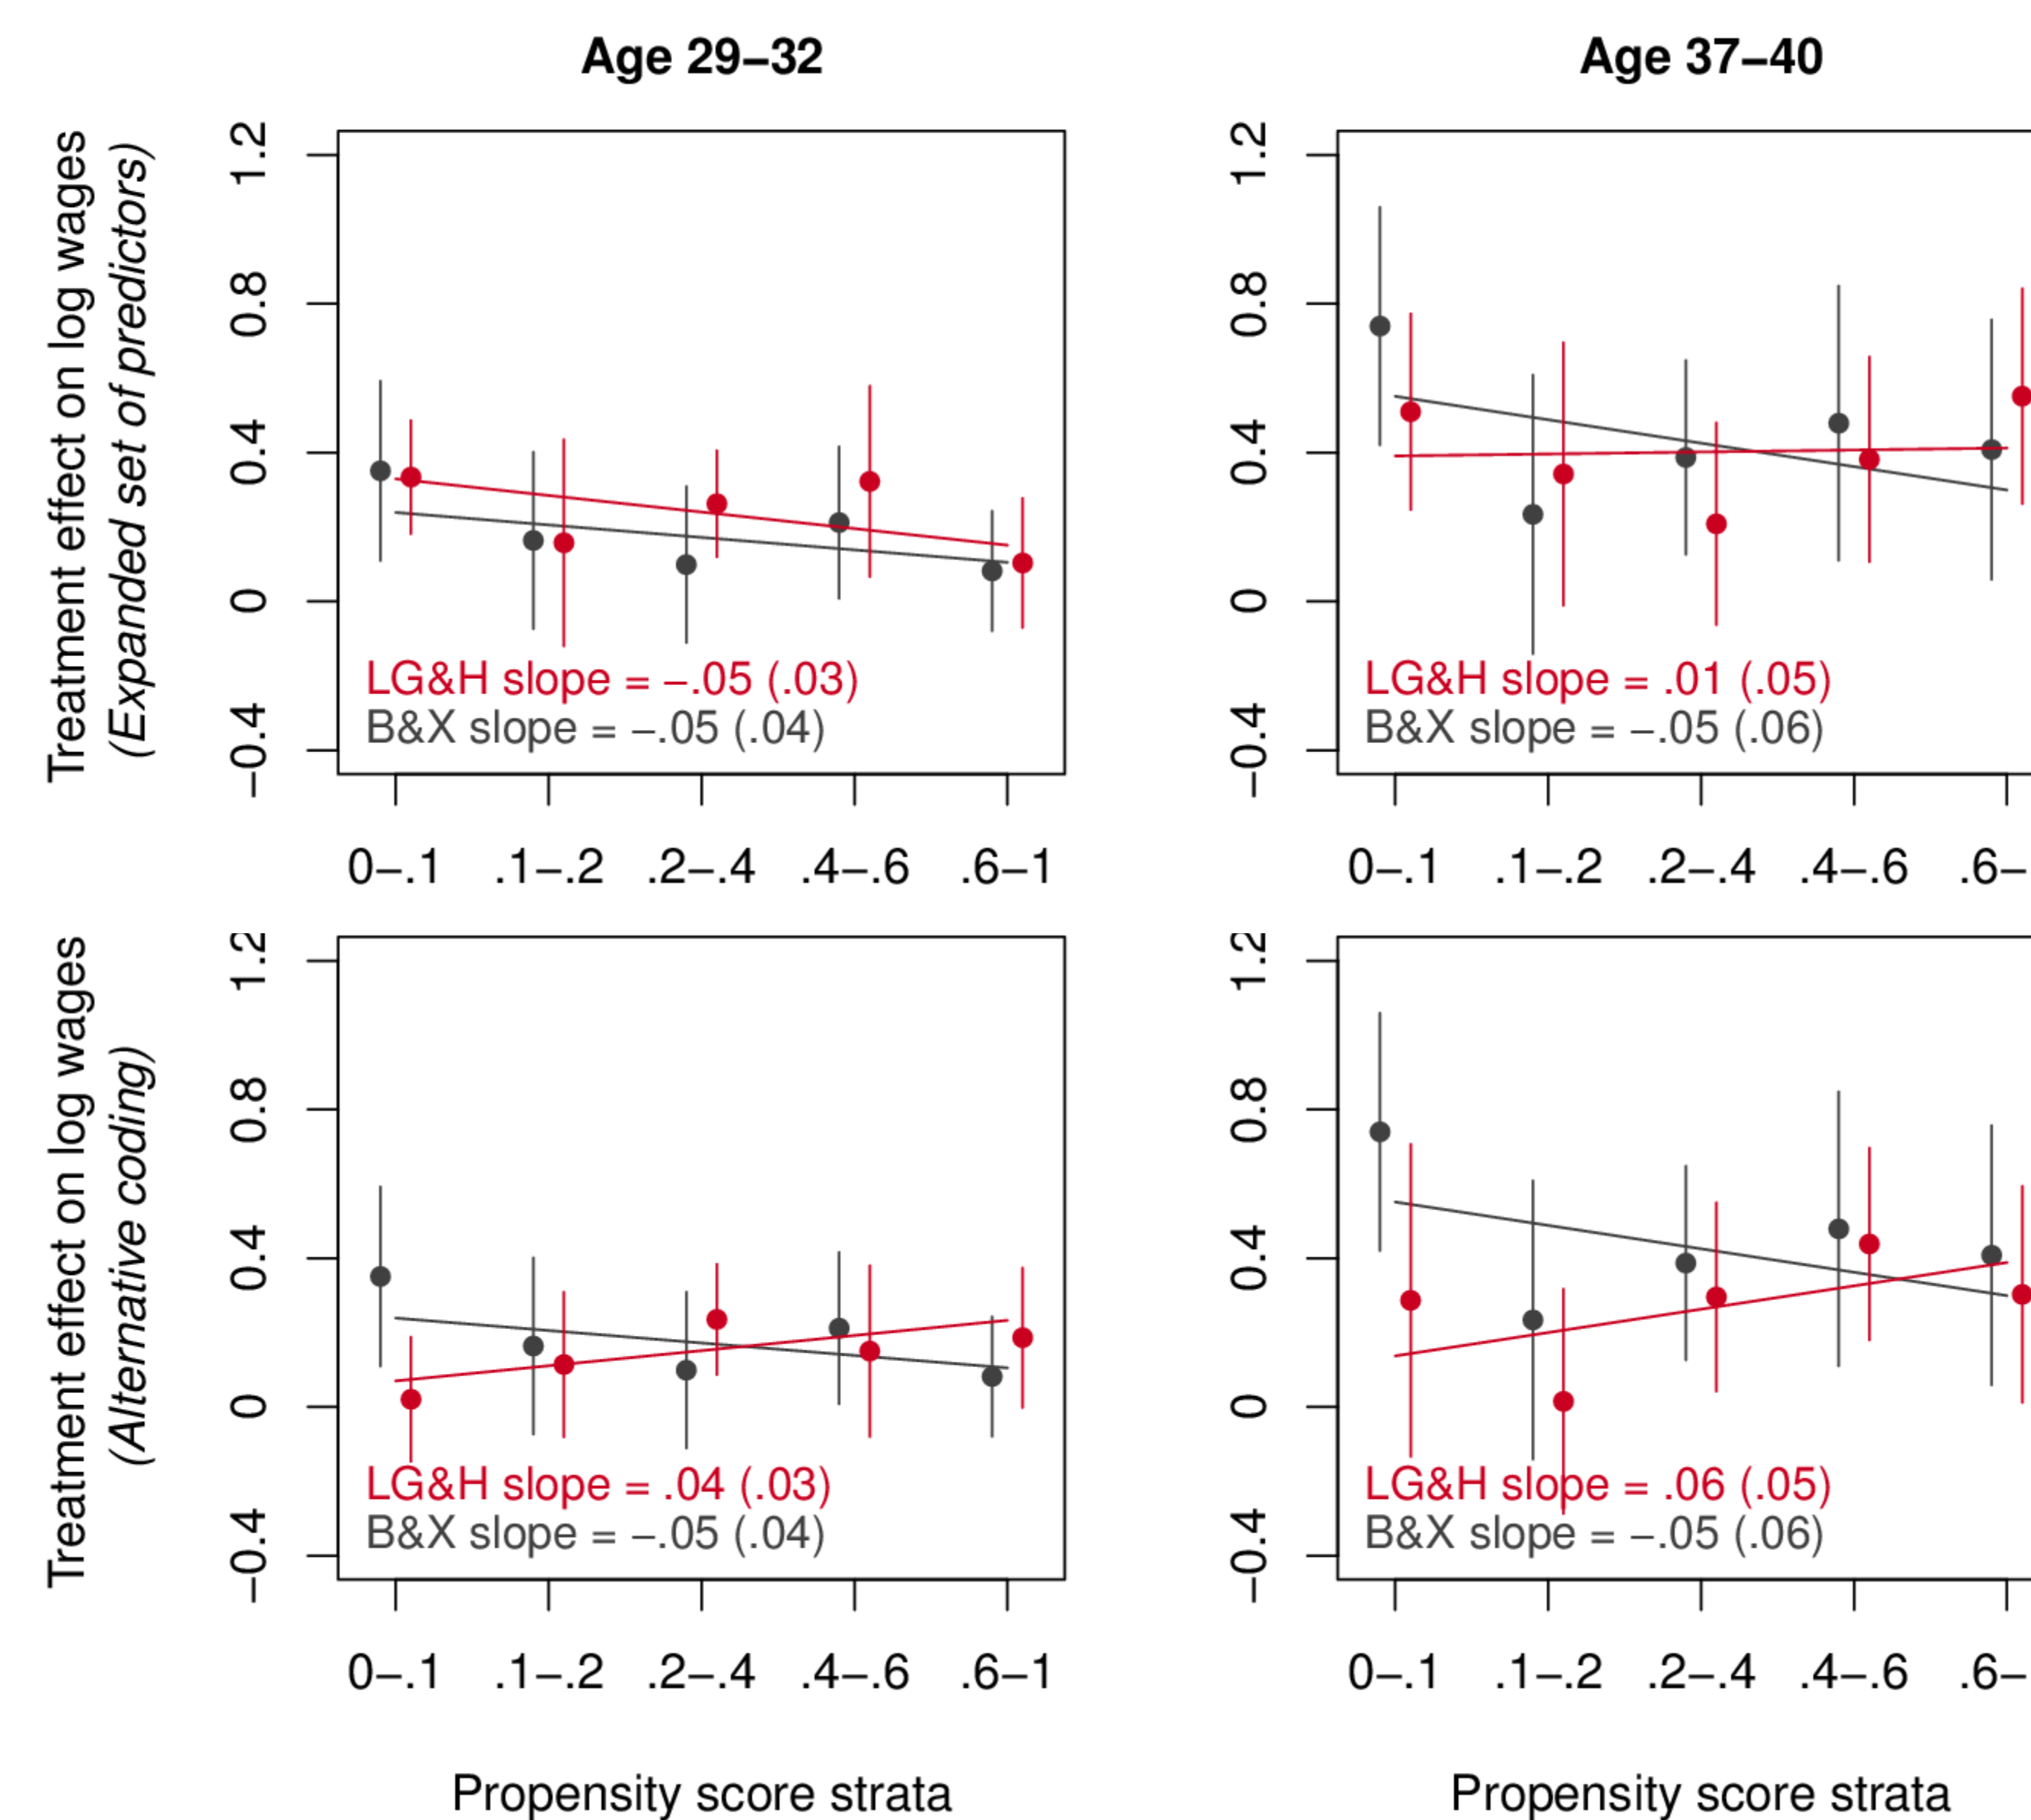 Age 29–32
Age 37–40
Treatment effect on log wages
(Expanded set of predictors)
1.2
0.8
0.4
0
−0.4
LG&H slope = −.05 (.03)
B&X slope = −.05 (.04)
0−.1 .1−.2 .2−.4 .4−.6 .6−1
1.2
0.8
0.4
0
−0.4
LG&H slope = .01 (.05)
B&X slope = −.05 (.06)
0−.1 .1−.2 .2−.4 .4−.6 .6−
Treatment effect on log wages
(Alternative coding)
1.2
0.8
0.4
0
−0.4
LG&H slope = .04 (.03)
B&X slope = −.05 (.04)
0−.1 .1−.2 .2−.4 .4−.6 .6−1
Propensity score strata
1.2
0.8
0.4
0
−0.4
LG&H slope = .06 (.05)
B&X slope = −.05 (.06)
0−.1 .1−.2 .2−.4 .4−.6 .6−
Propensity score strata